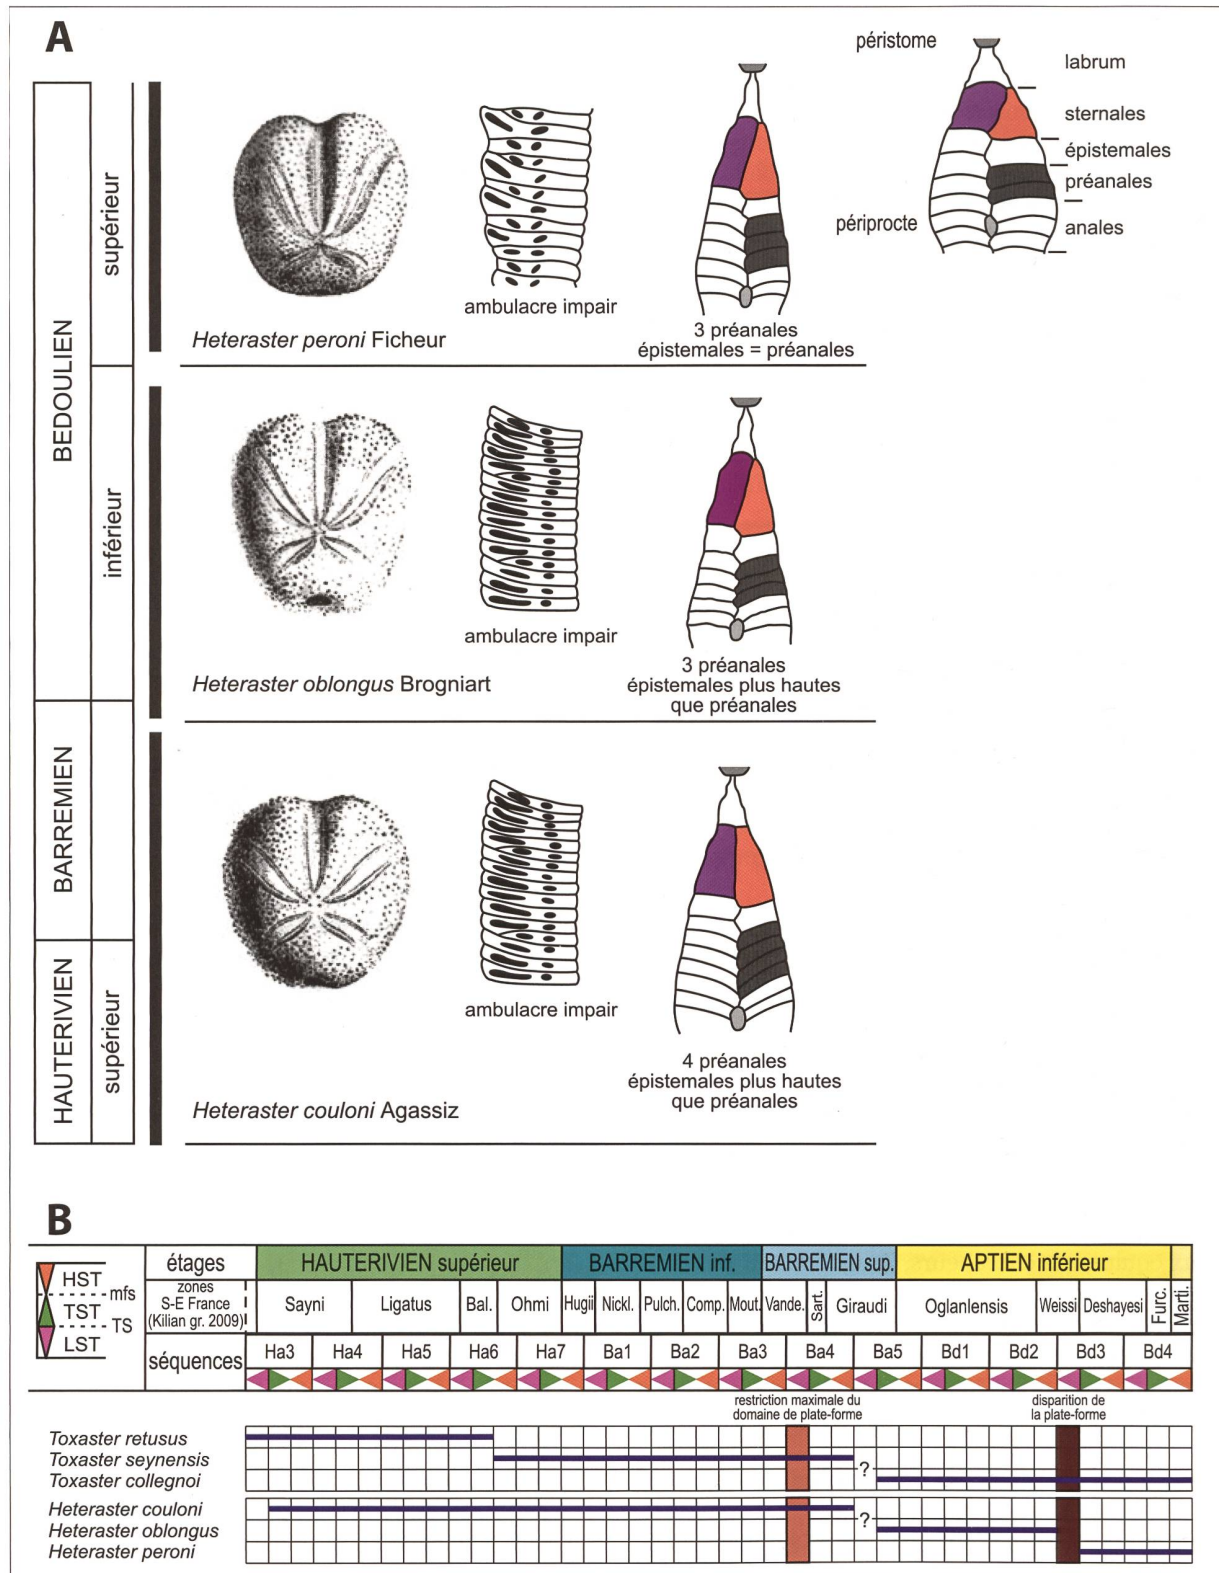 A
péristome
labrum
sternales
épistemales
préanales
anales
périprocte
BEDOULIEN
supérieur
ambulacre impair
Heteraster peroni Ficheur
3 préanales
épistemales = préanales
inférieur
ambulacre impair
Heteraster oblongus Brogniart
3 préanales
épistemales plus hautes
que préanales
BARREMIEN
HAUTERIVIEN
supérieur
ambulacre impair
Heteraster couloni Agassiz
4 préanales
épistemales plus hautes
que préanales
B
HST
mfs
TST
TS
LST
étages
HAUTERIVIEN supérieur
BARREMIEN inf.
BARREMIEN sup.
APTIEN inférieur
zones
S-E France
(Kilian gr. 2009)
Sayni
Ligatus
Bal.
Ohmi
Hugii
Nickl.
Pulch.
Comp.
Mout.
Vande.
Sart.
Giraudi
Oglanlensis
Weissi
Deshayesi
Furc.
Marti.
séquences
Ha3
Ha4
Ha5
Ha6
Ha7
Ba1
Ba2
Ba3
Ba4
Ba5
Bd1
Bd2
Bd3
Bd4
restriction maximale du
domaine de plate-forme
disparition de
la plate-forme
Toxaster retusus
Toxaster seynensis
?
Toxaster collegnoi
Heteraster couloni
?
Heteraster oblongus
Heteraster peroni